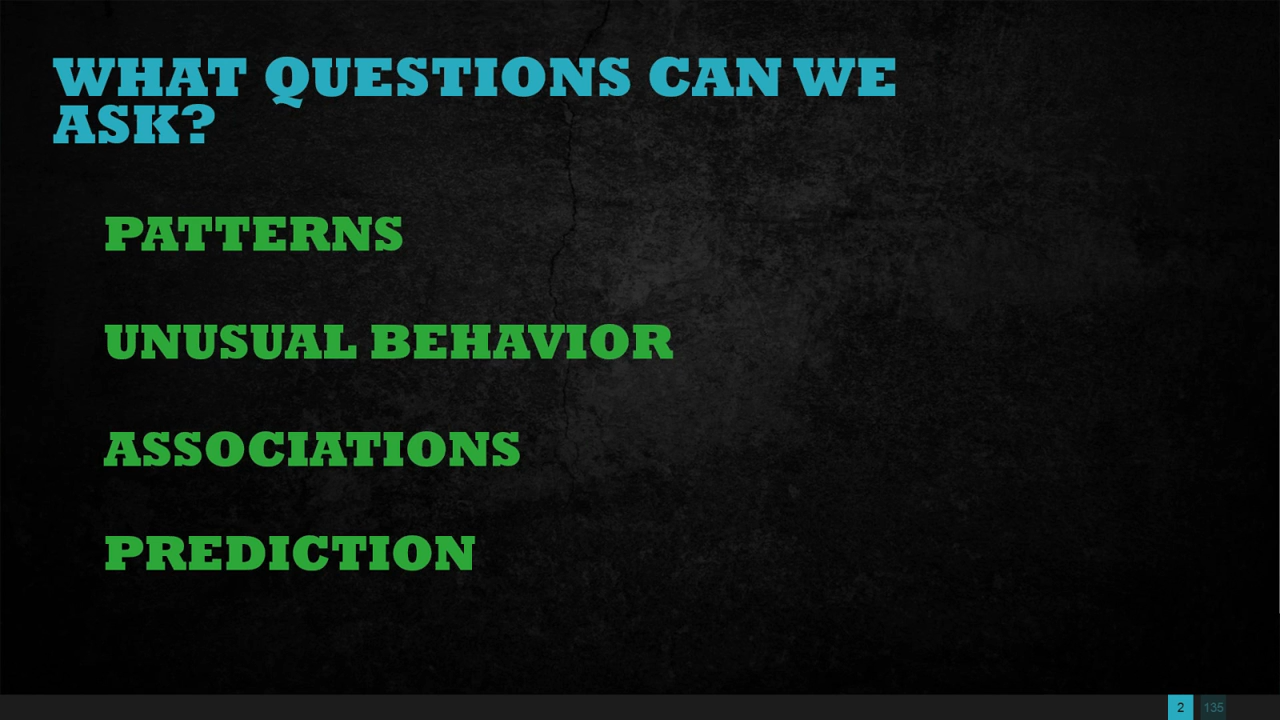 WHAT QUESTIONS CAN WE
ASK?
PATTERNS
UNUSUAL BEHAVIOR
ASSOCIATIONS
PREDICTION
2 135